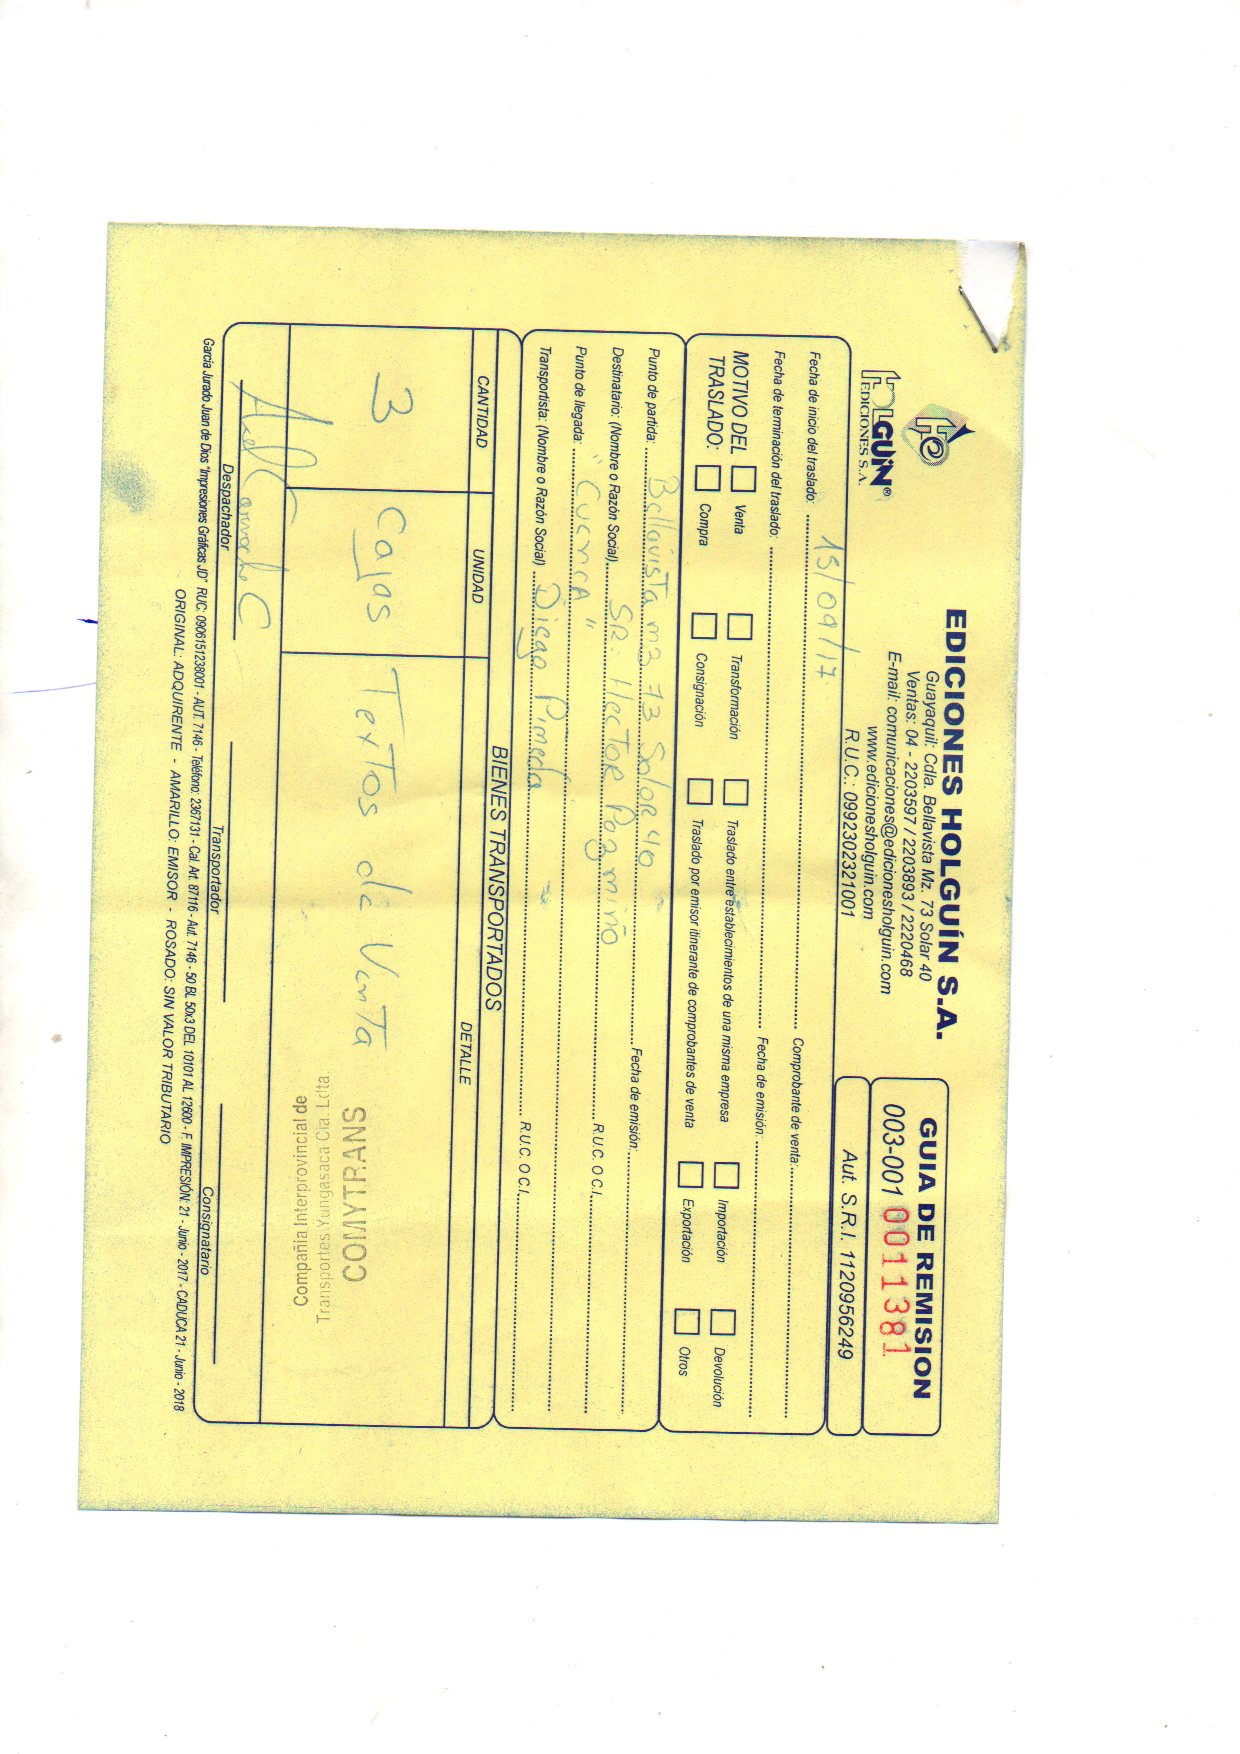 HOLGUÍN®
EDICIONES S.A.
EDICIONES HOLGUÍN S.A.
Guayaquil: Cdla. Bellavista Mz. 73 Solar 40
Ventas: 04 - 2203597 / 2203893 / 2220468
E-mail: comunicaciones@edicionesholguin.com
www.edicionesholguin.com
R.U.C.: 0992302321001
GUIA DE REMISION
003-001 0011381
Aut. S.R.I. 1120956249
Fecha de inicio del traslado: 15/09/17. Comprobante de venta:
Fecha de terminación del traslado: Fecha de emisión:
MOTIVO DEL TRASLADO:
Venta Transformación Traslado entre establecimientos de una misma empresa Importación Devolución
Compra Consignación Traslado por emisor itinerante de comprobantes de venta Exportación Otros
Punto de partida: Bellavista mz 73 Solor 40 Fecha de emisión:
Destinatario: (Nombre o Razón Social) SR: HecTOR Pazmiño R.U.C. O C.I.
Punto de llegada: "CuencA"
Transportista: (Nombre o Razón Social) Diego Pineda R.U.C. O C.I.
BIENES TRANSPORTADOS
CANTIDAD UNIDAD DETALLE
3 Cajas TexTos de VenTa
COMYTRANS
Transportes Yungasaca Cia. Ltda.
Compañia Interprovincial de
Despachador Transportador Consignatario
García Jurado Juan de Dios "Impresiones Gráficas JD" RUC: 0906151238001 - AUT. 7146 - Teléfono: 2367131 - Cal. Art. 87116 - Aut. 7146 - 50 BL 50x3 DEL 10101 AL 12600 - F. IMPRESIÓN: 21 - Junio - 2017 - CADUCA 21 - Junio - 2018
ORIGINAL: ADQUIRENTE - AMARILLO: EMISOR - ROSADO: SIN VALOR TRIBUTARIO